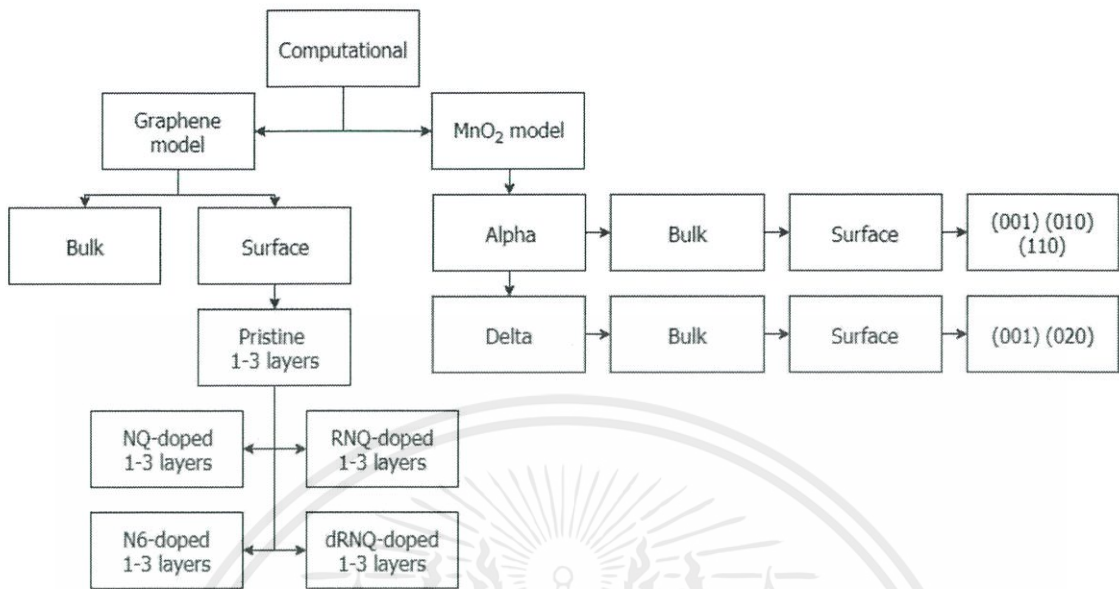 Computational
Graphene
model
MnO₂ model
Bulk
Surface
Alpha
Bulk
Surface
(001) (010)
(110)
Pristine
1-3 layers
Delta
Bulk
Surface
(001) (020)
NQ-doped
1-3 layers
RNQ-doped
1-3 layers
N6-doped
1-3 layers
dRNQ-doped
1-3 layers